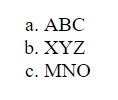 a. ABC
b. XYZ
c. MNO